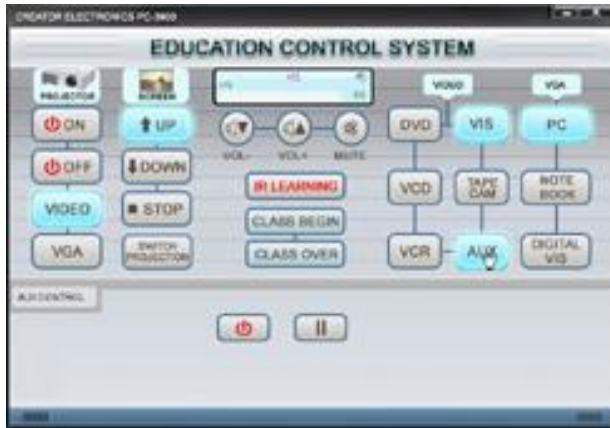 CREATOR ELECTRONICS PC-3900
EDUCATION CONTROL SYSTEM
PROJECTOR
SCREEN
VIDEO
VGA
ON
UP
OFF
DOWN
VIDEO
STOP
VGA
SWITCH
PROJECTION
VOL-
VOL+
MUTE
IR LEARNING
CLASS BEGIN
CLASS OVER
DVD
VIS
PC
VCD
TAPE
CAM
NOTE
BOOK
VCR
AUX
DIGITAL
VIS
AUX CONTROL